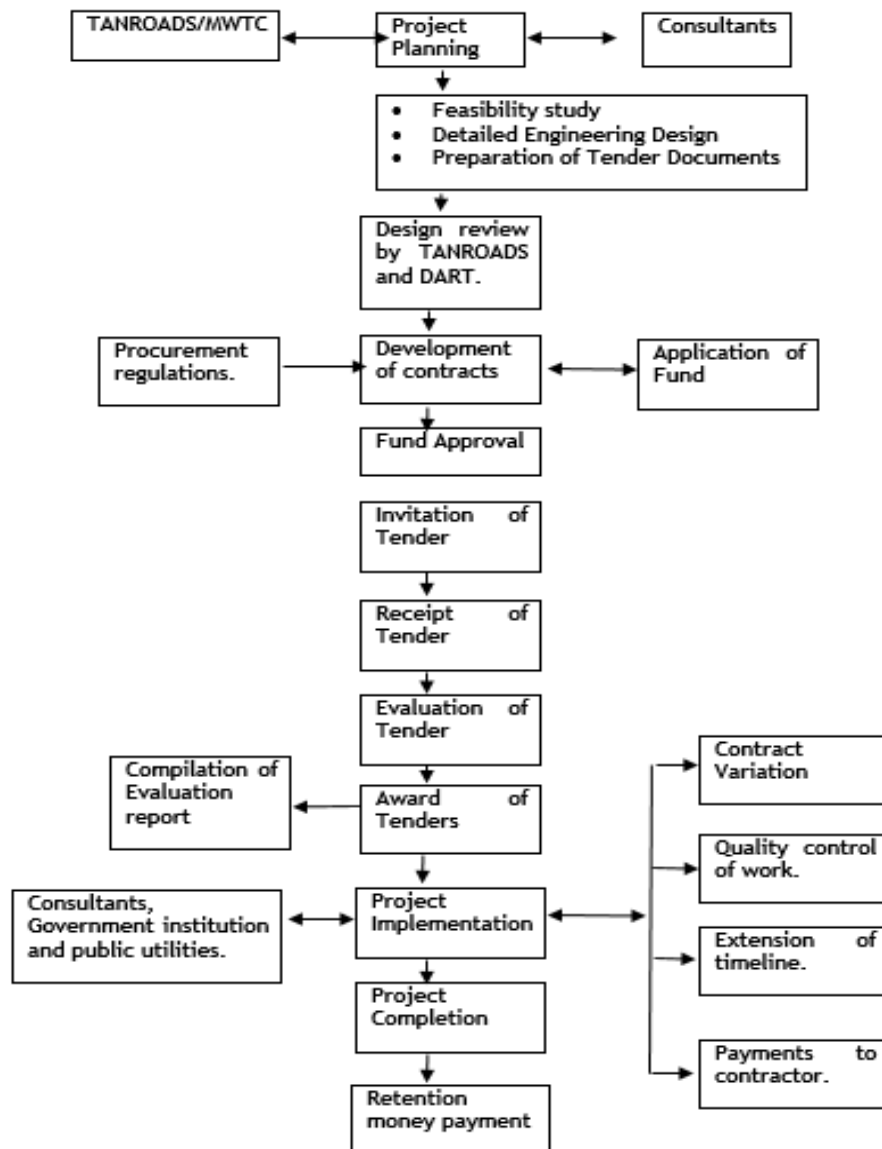 TANROADS/MWTC
Project
Planning
Consultants
• Feasibility study
• Detailed Engineering Design
• Preparation of Tender Documents
Design review
by TANROADS
and DART.
Procurement
regulations.
Development
of contracts
Application of
Fund
Fund Approval
Invitation of
Tender
Receipt of
Tender
Evaluation of
Tender
Compilation of
Evaluation
report
Award of
Tenders
Contract
Variation
Quality control
of work.
Consultants,
Government institution
and public utilities.
Project
Implementation
Extension of
timeline.
Project
Completion
Payments to
contractor.
Retention
money payment